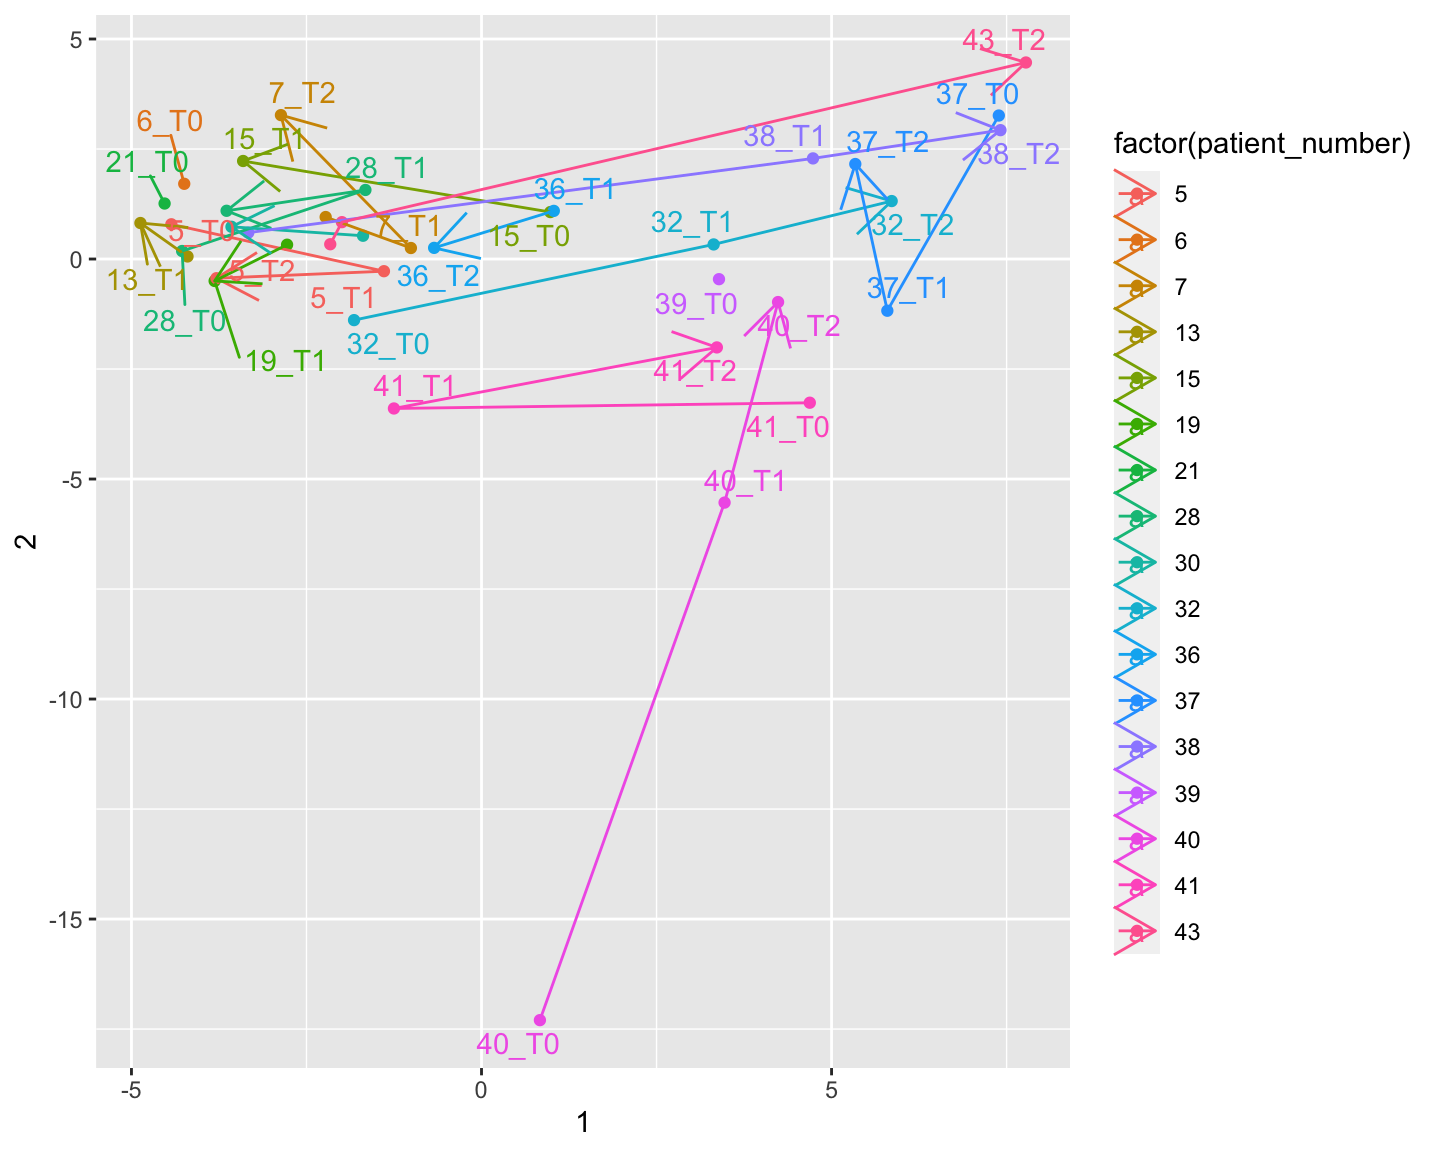 5
0
-5
-10
-15
-5
0
5
1
2
43_T2
7_T2
37_T0
6_T0
38_T1
37_T2
15_T1
21_T0
28_T1
38_T2
36_T1
5_T0
7_T1
15_T0
32_T1
32_T2
5_T2
13_T1
36_T2
37_T1
5_T1
39_T0
28_T0
40_T2
32_T0
19_T1
41_T2
41_T1
41_T0
40_T1
40_T0
factor(patient_number)
a 5
a 6
a 7
a 13
a 15
a 19
a 21
a 28
a 30
a 32
a 36
a 37
a 38
a 39
a 40
a 41
a 43